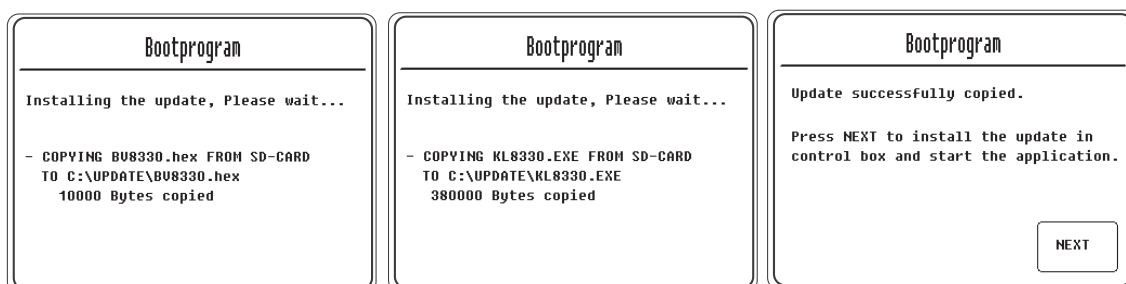 Bootprogram
Installing the update, Please wait...
- COPYING BV8330.hex FROM SD-CARD
TO C:\UPDATE\BV8330.hex
10000 Bytes copied
Bootprogram
Installing the update, Please wait...
- COPYING KL8330.EXE FROM SD-CARD
TO C:\UPDATE\KL8330.EXE
380000 Bytes copied
Bootprogram
Update successfully copied.
Press NEXT to install the update in
control box and start the application.
NEXT